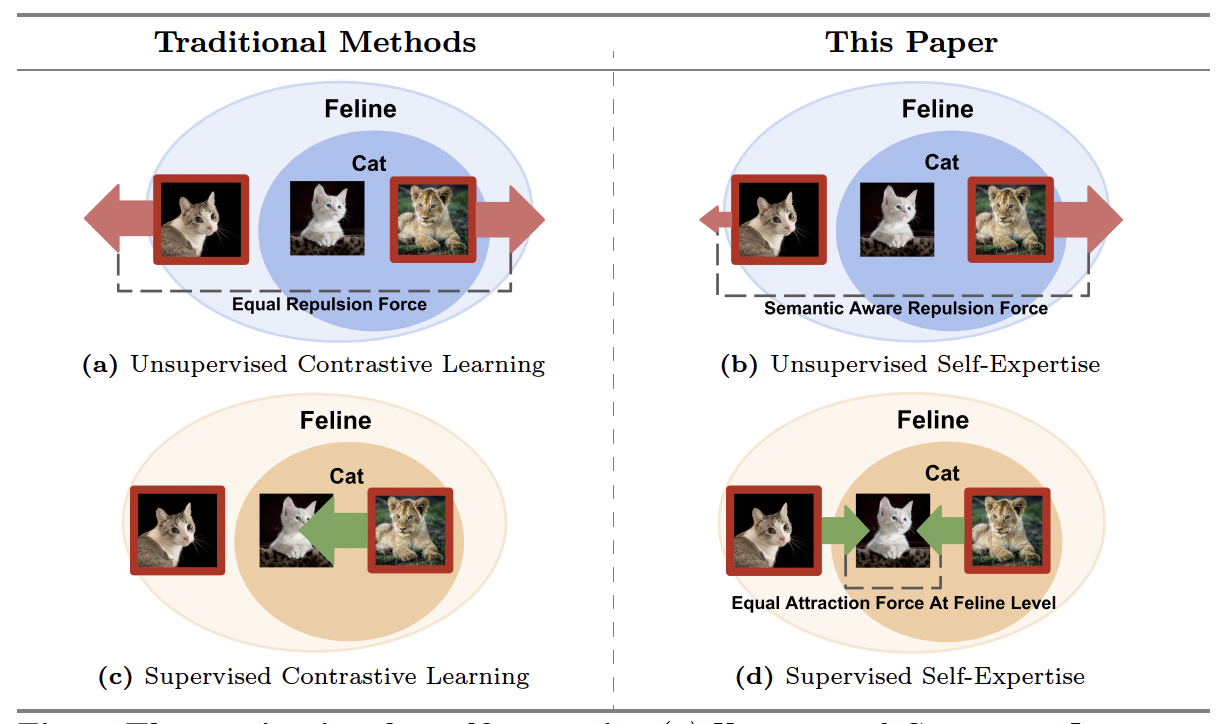 Traditional Methods
This Paper
Feline
Cat
Equal Repulsion Force
(a) Unsupervised Contrastive Learning
Feline
Cat
Semantic Aware Repulsion Force
(b) Unsupervised Self-Expertise
Feline
Cat
(c) Supervised Contrastive Learning
Feline
Cat
Equal Attraction Force At Feline Level
(d) Supervised Self-Expertise